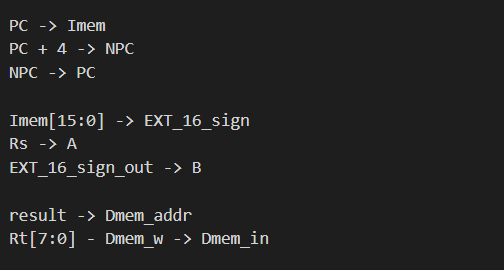 PC -> Imem
PC + 4 -> NPC
NPC -> PC
Imem[15:0] -> EXT_16_sign
Rs -> A
EXT_16_sign_out -> B
result -> Dmem_addr
Rt[7:0] - Dmem_w -> Dmem_in